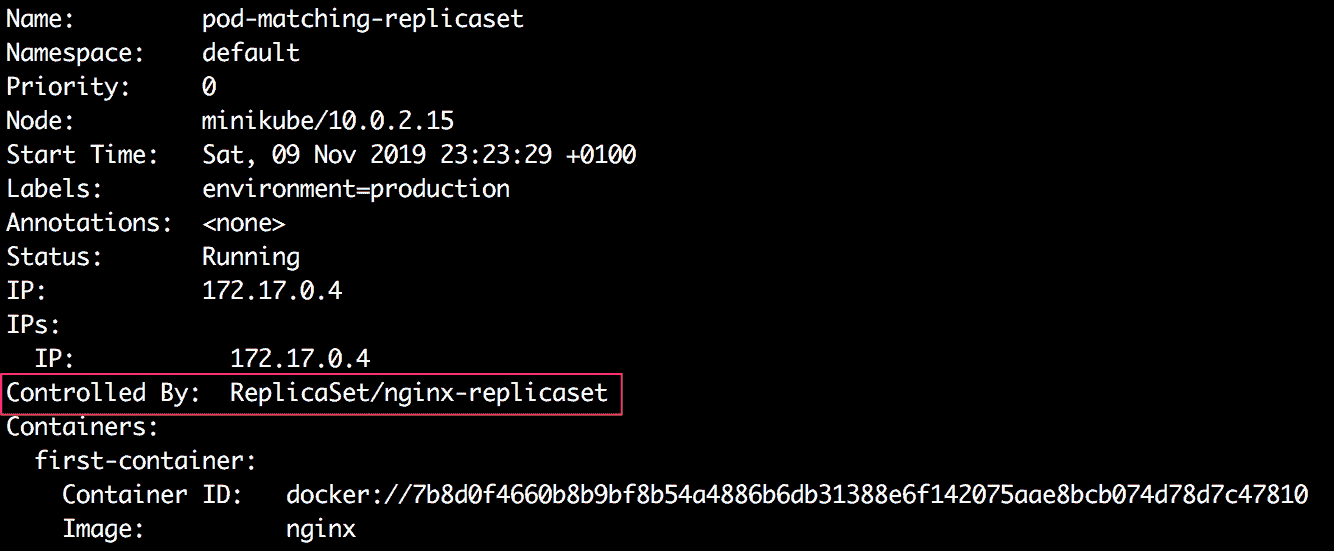 Name:         pod-matching-replicaset
Namespace:    default
Priority:     0
Node:         minikube/10.0.2.15
Start Time:   Sat, 09 Nov 2019 23:23:29 +0100
Labels:       environment=production
Annotations:  <none>
Status:       Running
IP:           172.17.0.4
IPs:
  IP:           172.17.0.4
Controlled By:  ReplicaSet/nginx-replicaset
Containers:
  first-container:
    Container ID:   docker://7b8d0f4660b8b9bf8b54a4886b6db31388e6f142075aae8bcb074d78d7c47810
    Image:          nginx